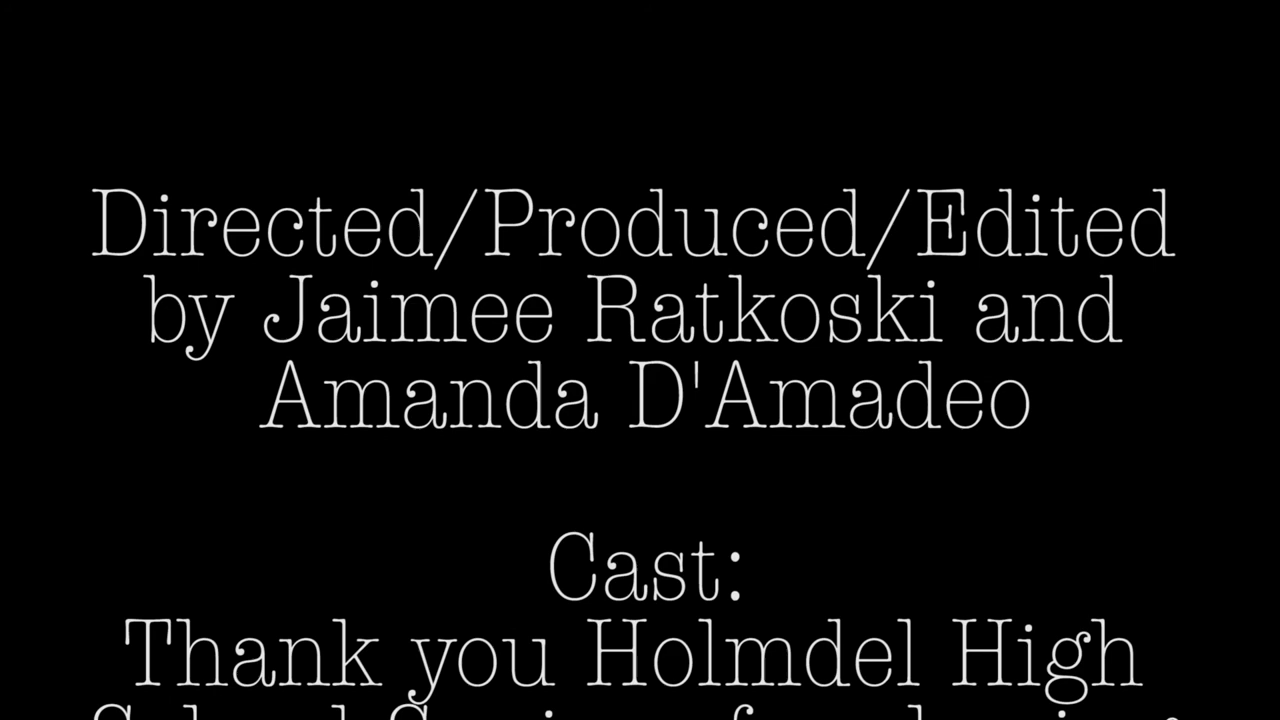 Directed/Produced/Edited
by Jaimee Ratkoski and
Amanda D'Amadeo
Cast:
Thank you Holmdel High